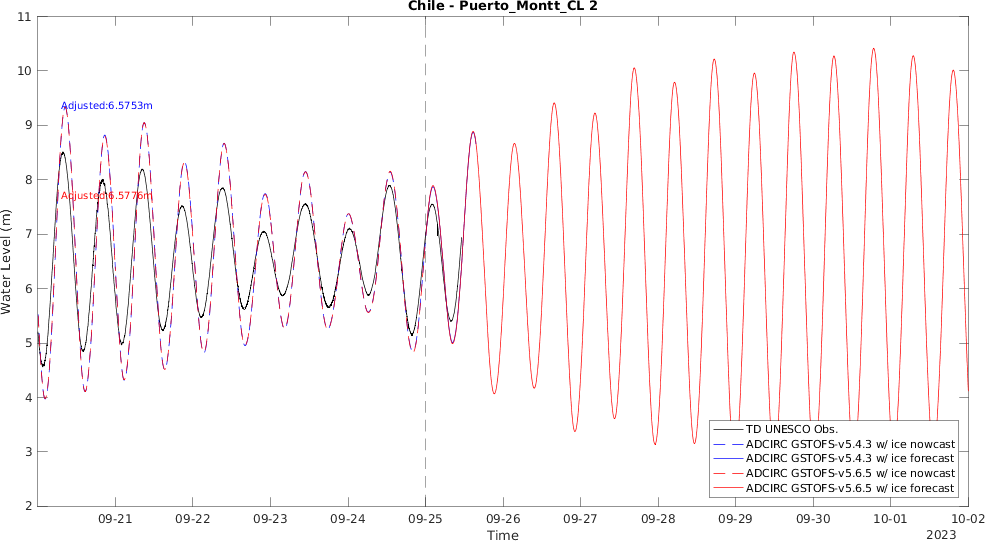 Chile - Puerto_Montt_CL 2
11
10
9
8
7
6
5
4
3
2
Water Level (m)
Adjusted:6.5753m
Adjusted:6.5776m
TD UNESCO Obs.
ADCIRC GSTOFS-v5.4.3 w/ ice nowcast
ADCIRC GSTOFS-v5.4.3 w/ ice forecast
ADCIRC GSTOFS-v5.6.5 w/ ice nowcast
ADCIRC GSTOFS-v5.6.5 w/ ice forecast
09-21 09-22 09-23 09-24 09-25 09-26 09-27 09-28 09-29 09-30 10-01 10-02
Time
2023